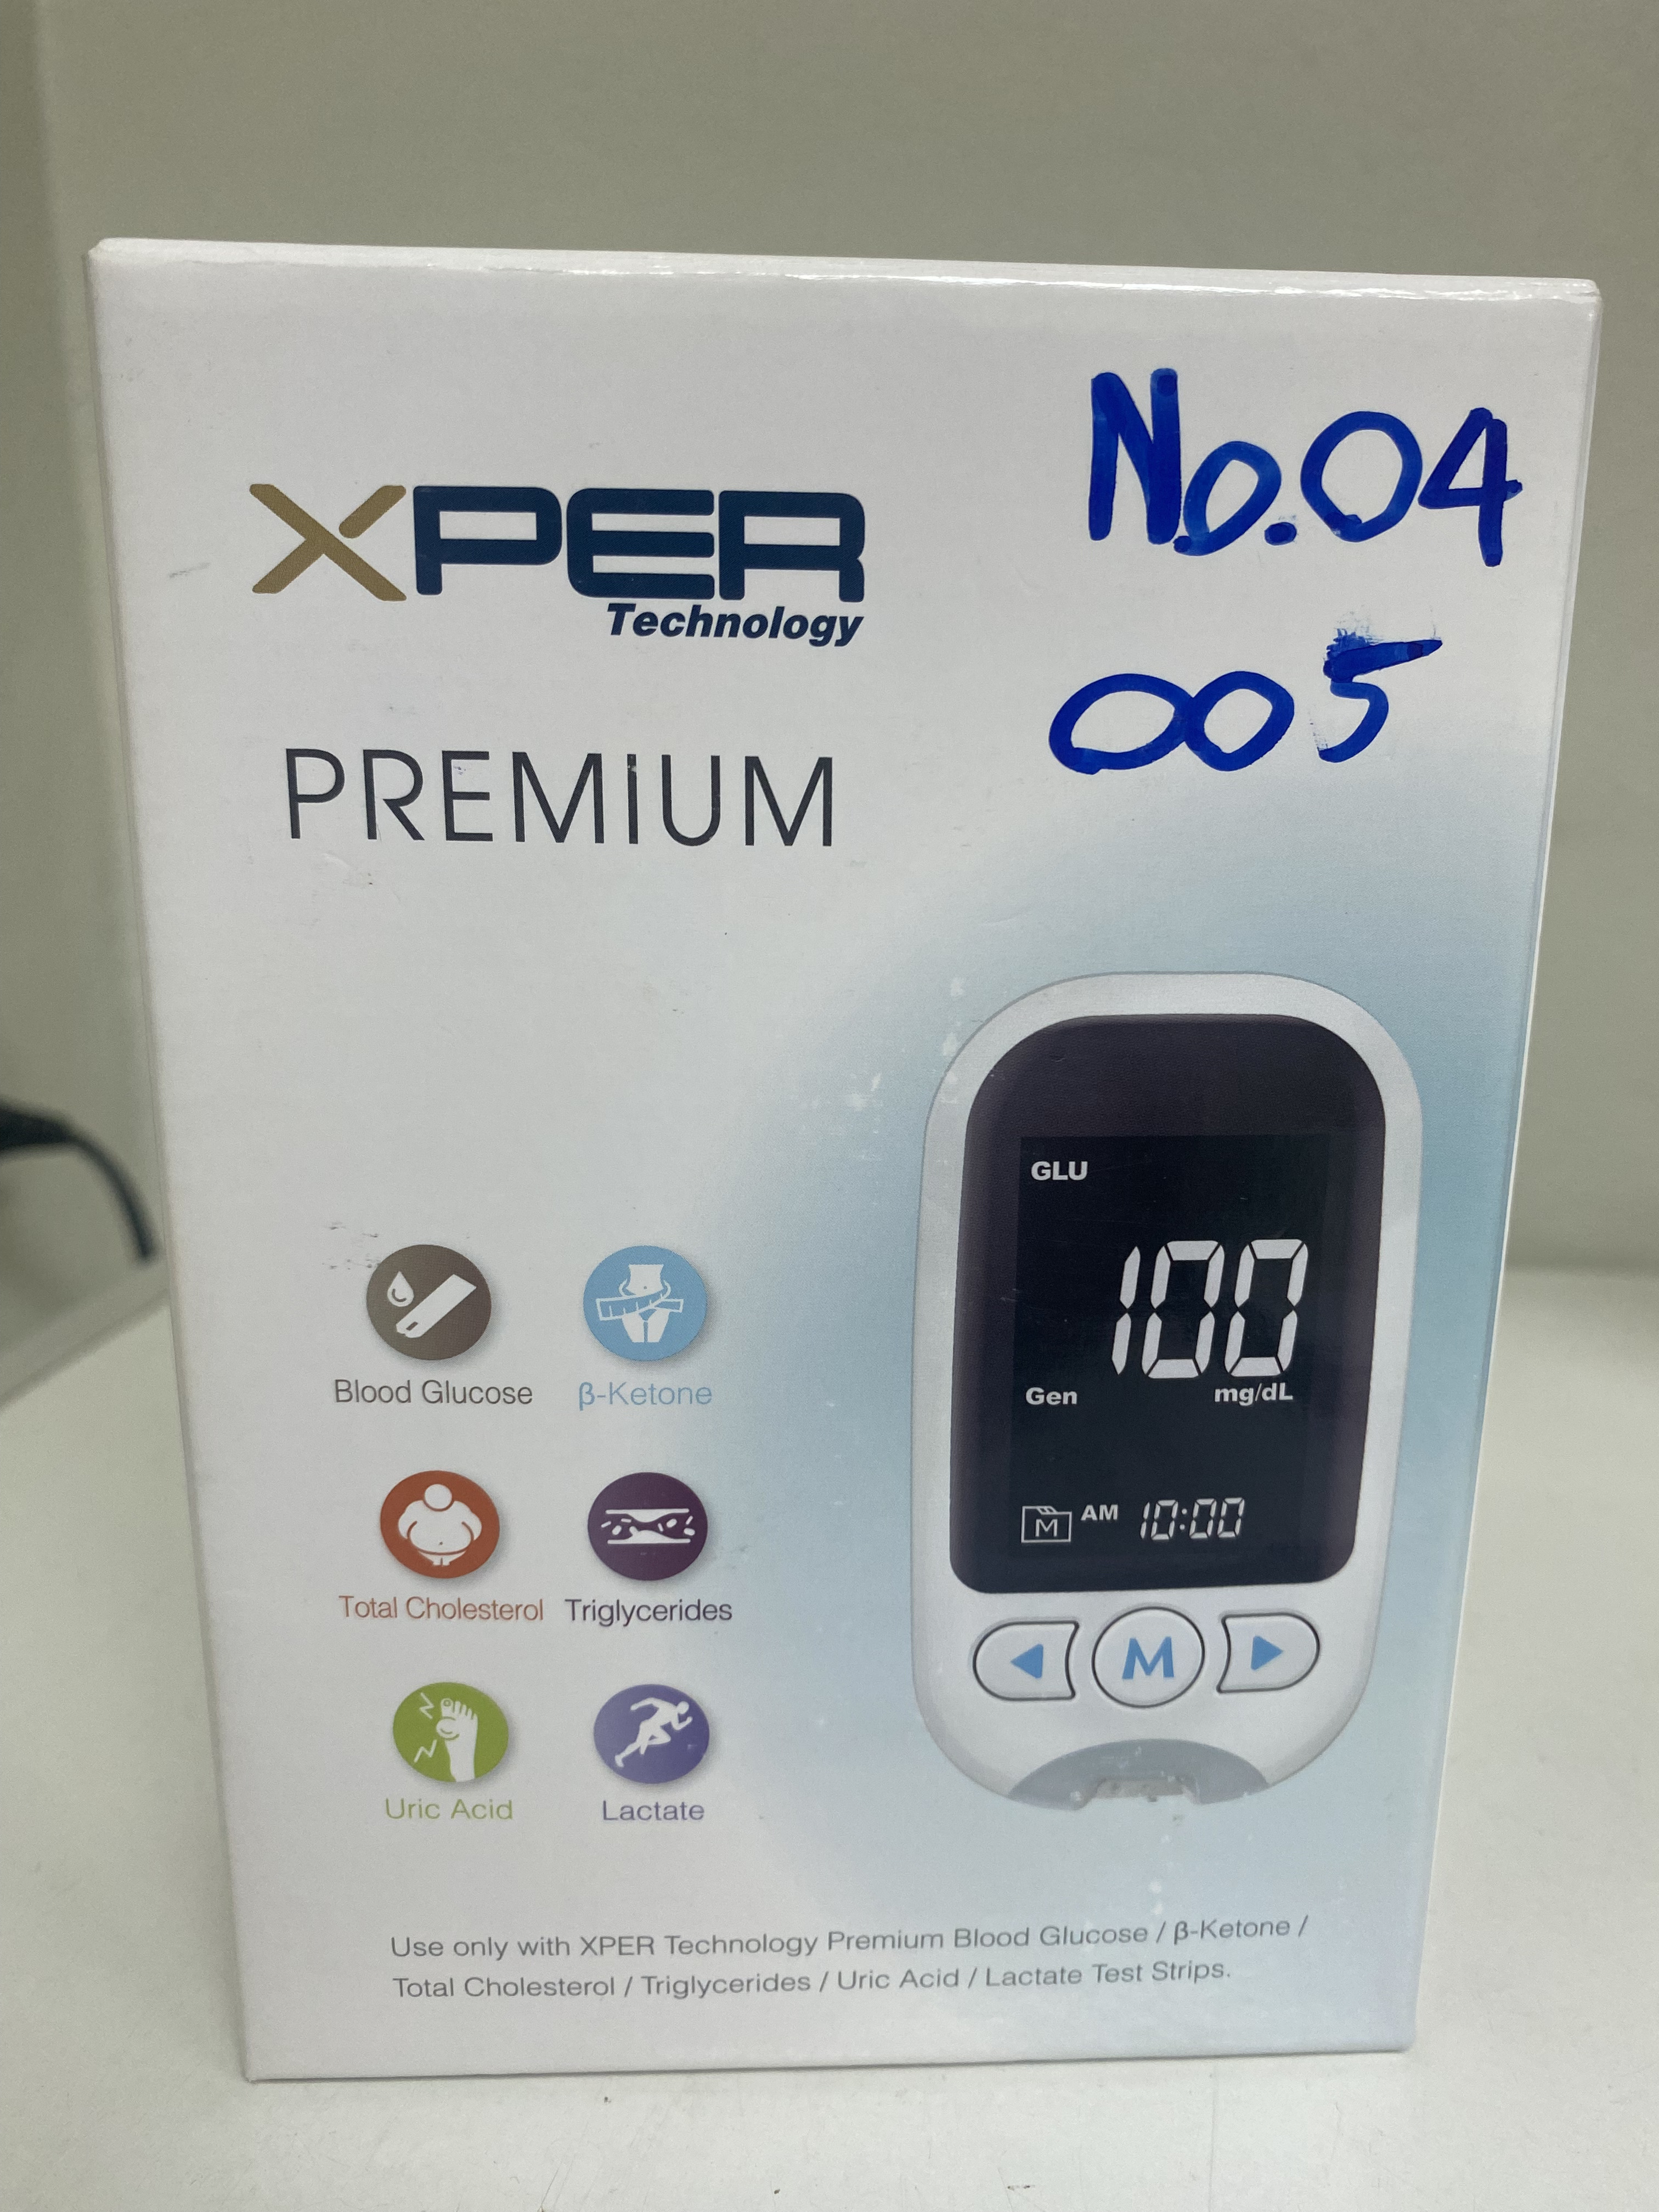 No.04
XPER
Technology
005
PREMIUM
GLU
100
Gen mg/dL
M AM 10:00
M
Blood Glucose β-Ketone
Total Cholesterol Triglycerides
Uric Acid Lactate
Use only with XPER Technology Premium Blood Glucose / β-Ketone /
Total Cholesterol / Triglycerides / Uric Acid / Lactate Test Strips.